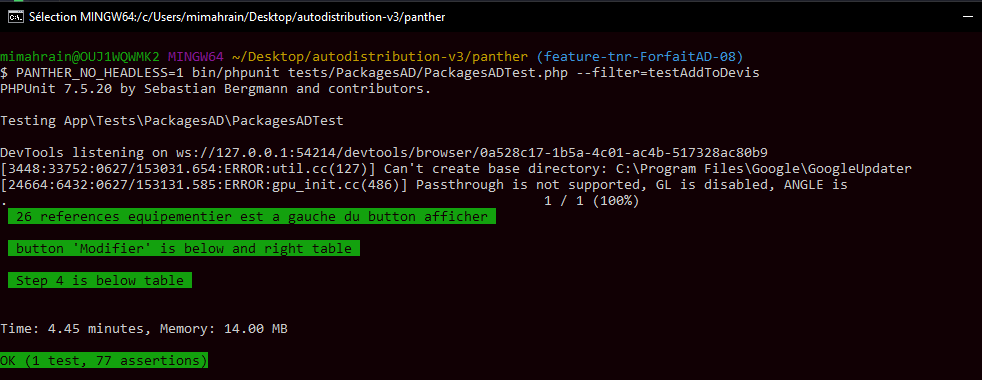 Sélection MINGW64:/c/Users/mimahrain/Desktop/autodistribution-v3/panther
mimahrain@OUJ1WQWMK2 MINGW64 ~/Desktop/autodistribution-v3/panther (feature-tnr-ForfaitAD-08)
$ PANTHER_NO_HEADLESS=1 bin/phpunit tests/PackagesAD/PackagesADTest.php --filter=testAddToDevis
PHPUnit 7.5.20 by Sebastian Bergmann and contributors.
Testing App\Tests\PackagesAD\PackagesADTest
DevTools listening on ws://127.0.0.1:54214/devtools/browser/0a528c17-1b5a-4c01-ac4b-517328ac80b9
[3448:33752:0627/153031.654:ERROR:util.cc(127)] Can't create base directory: C:\Program Files\Google\GoogleUpdater
[24664:6432:0627/153131.585:ERROR:gpu_init.cc(486)] Passthrough is not supported, GL is disabled, ANGLE is
. 1 / 1 (100%)
26 references equipementier est a gauche du button afficher
button 'Modifier' is below and right table
Step 4 is below table
Time: 4.45 minutes, Memory: 14.00 MB
OK (1 test, 77 assertions)